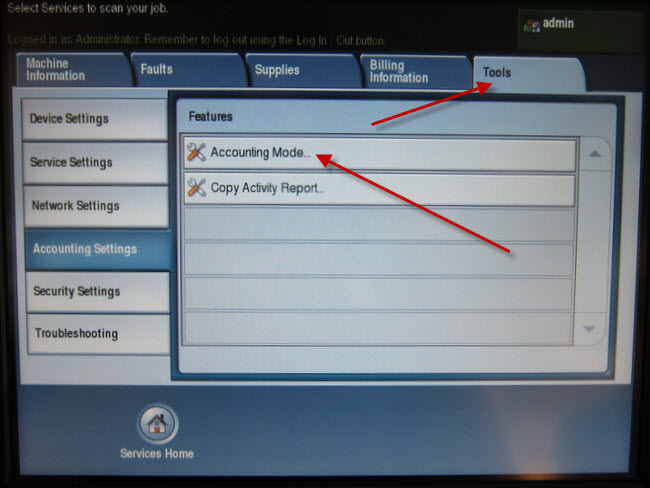 Select Services to scan your job.
admin
Logged in as Administrator. Remember to log out using the Log In / Out button.
Machine
Information
Faults
Supplies
Billing
Information
Tools
Device Settings
Service Settings
Network Settings
Accounting Settings
Security Settings
Troubleshooting
Features
Accounting Mode...
Copy Activity Report...
Services Home